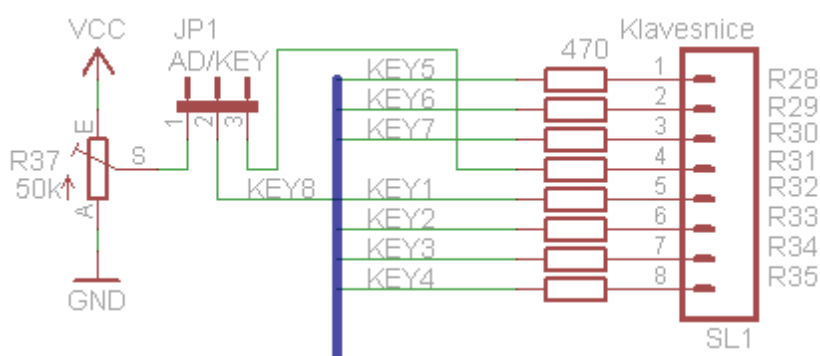 VCC
JP1
AD/KEY
1 2 3
E
R37
50k
S
A
GND
KEY8
470
Klavesnice
KEY5 1 R28
KEY6 2 R29
KEY7 3 R30
4 R31
KEY1 5 R32
KEY2 6 R33
KEY3 7 R34
KEY4 8 R35
SL1